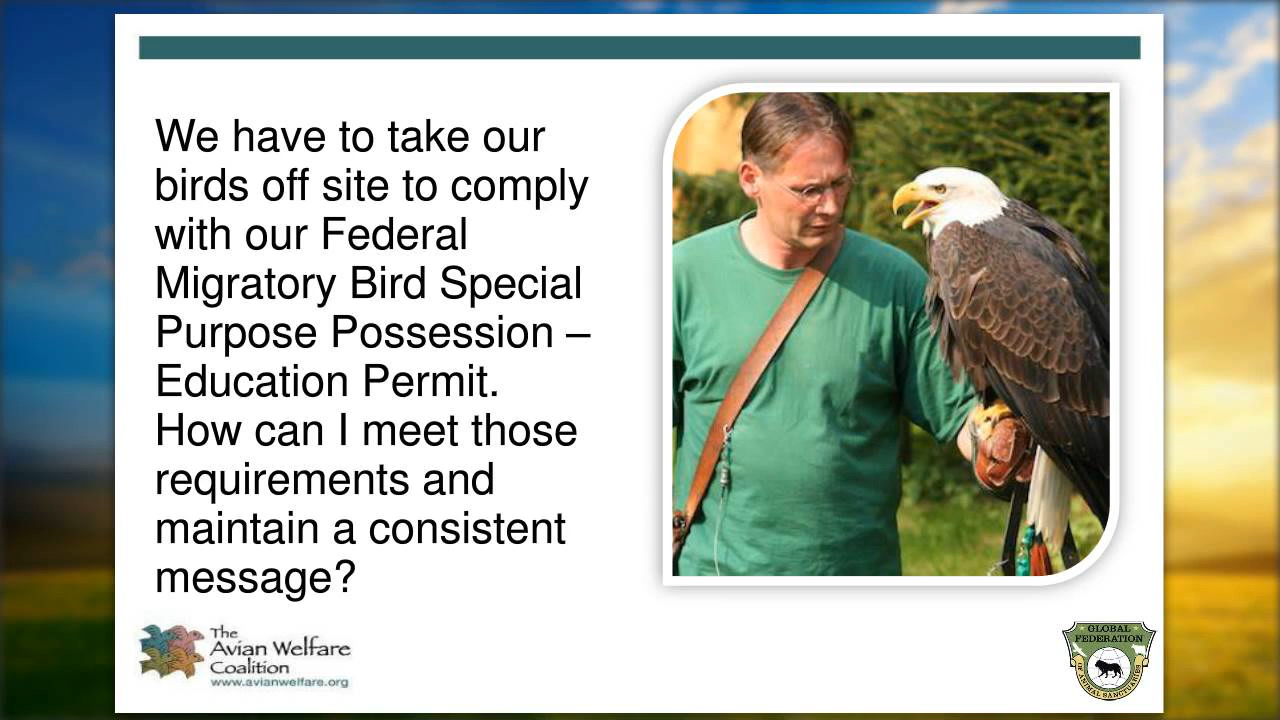 We have to take our
birds off site to comply
with our Federal
Migratory Bird Special
Purpose Possession –
Education Permit.
How can I meet those
requirements and
maintain a consistent
message?
The
Avian Welfare
Coalition
www.avianwelfare.org
GLOBAL
FEDERATION
OF ANIMAL SANCTUARIES